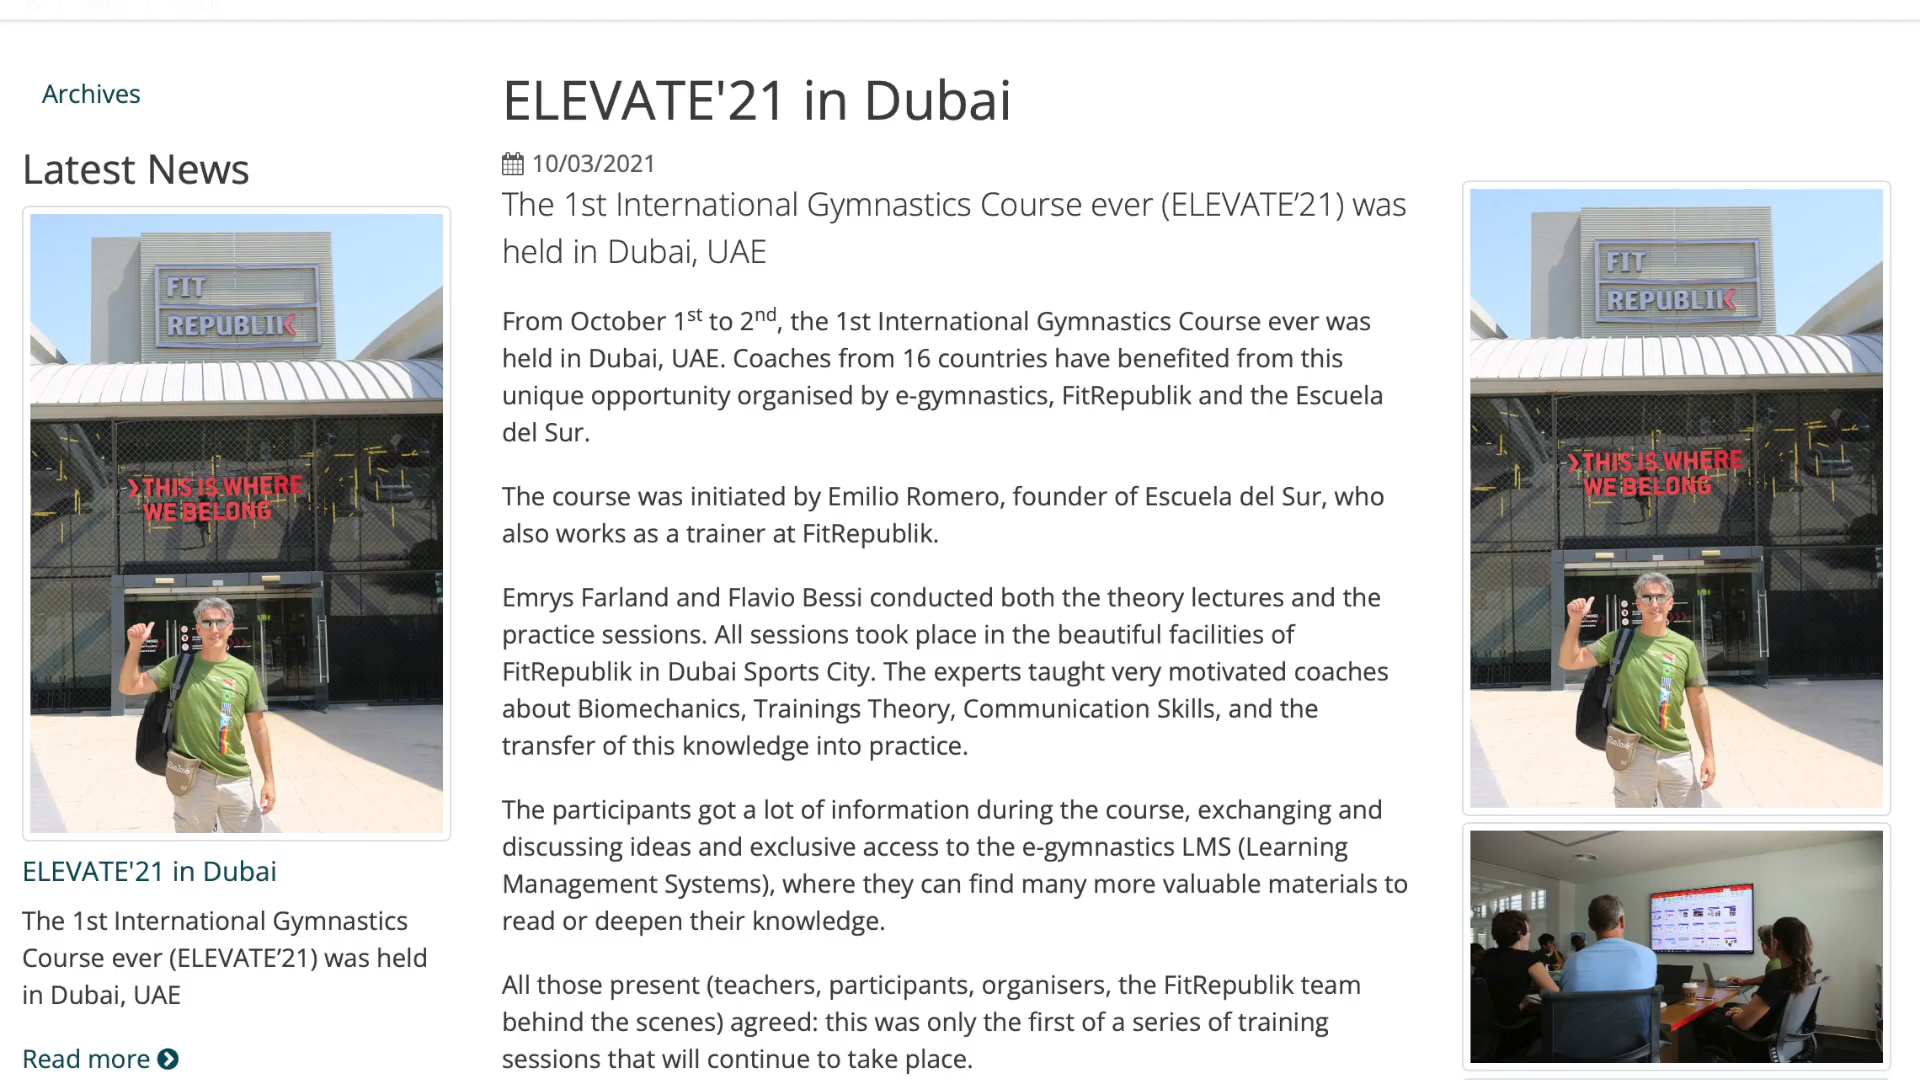 Archives
Latest News
FIT
REPUBLIK
THIS IS WHERE
WE BELONG
ELEVATE'21 in Dubai
The 1st International Gymnastics
Course ever (ELEVATE’21) was held
in Dubai, UAE
Read more
ELEVATE'21 in Dubai
10/03/2021
The 1st International Gymnastics Course ever (ELEVATE’21) was
held in Dubai, UAE
From October 1st to 2nd, the 1st International Gymnastics Course ever was
held in Dubai, UAE. Coaches from 16 countries have benefited from this
unique opportunity organised by e-gymnastics, FitRepublik and the Escuela
del Sur.
The course was initiated by Emilio Romero, founder of Escuela del Sur, who
also works as a trainer at FitRepublik.
Emrys Farland and Flavio Bessi conducted both the theory lectures and the
practice sessions. All sessions took place in the beautiful facilities of
FitRepublik in Dubai Sports City. The experts taught very motivated coaches
about Biomechanics, Trainings Theory, Communication Skills, and the
transfer of this knowledge into practice.
The participants got a lot of information during the course, exchanging and
discussing ideas and exclusive access to the e-gymnastics LMS (Learning
Management Systems), where they can find many more valuable materials to
read or deepen their knowledge.
All those present (teachers, participants, organisers, the FitRepublik team
behind the scenes) agreed: this was only the first of a series of training
sessions that will continue to take place.
FIT
REPUBLIK
THIS IS WHERE
WE BELONG